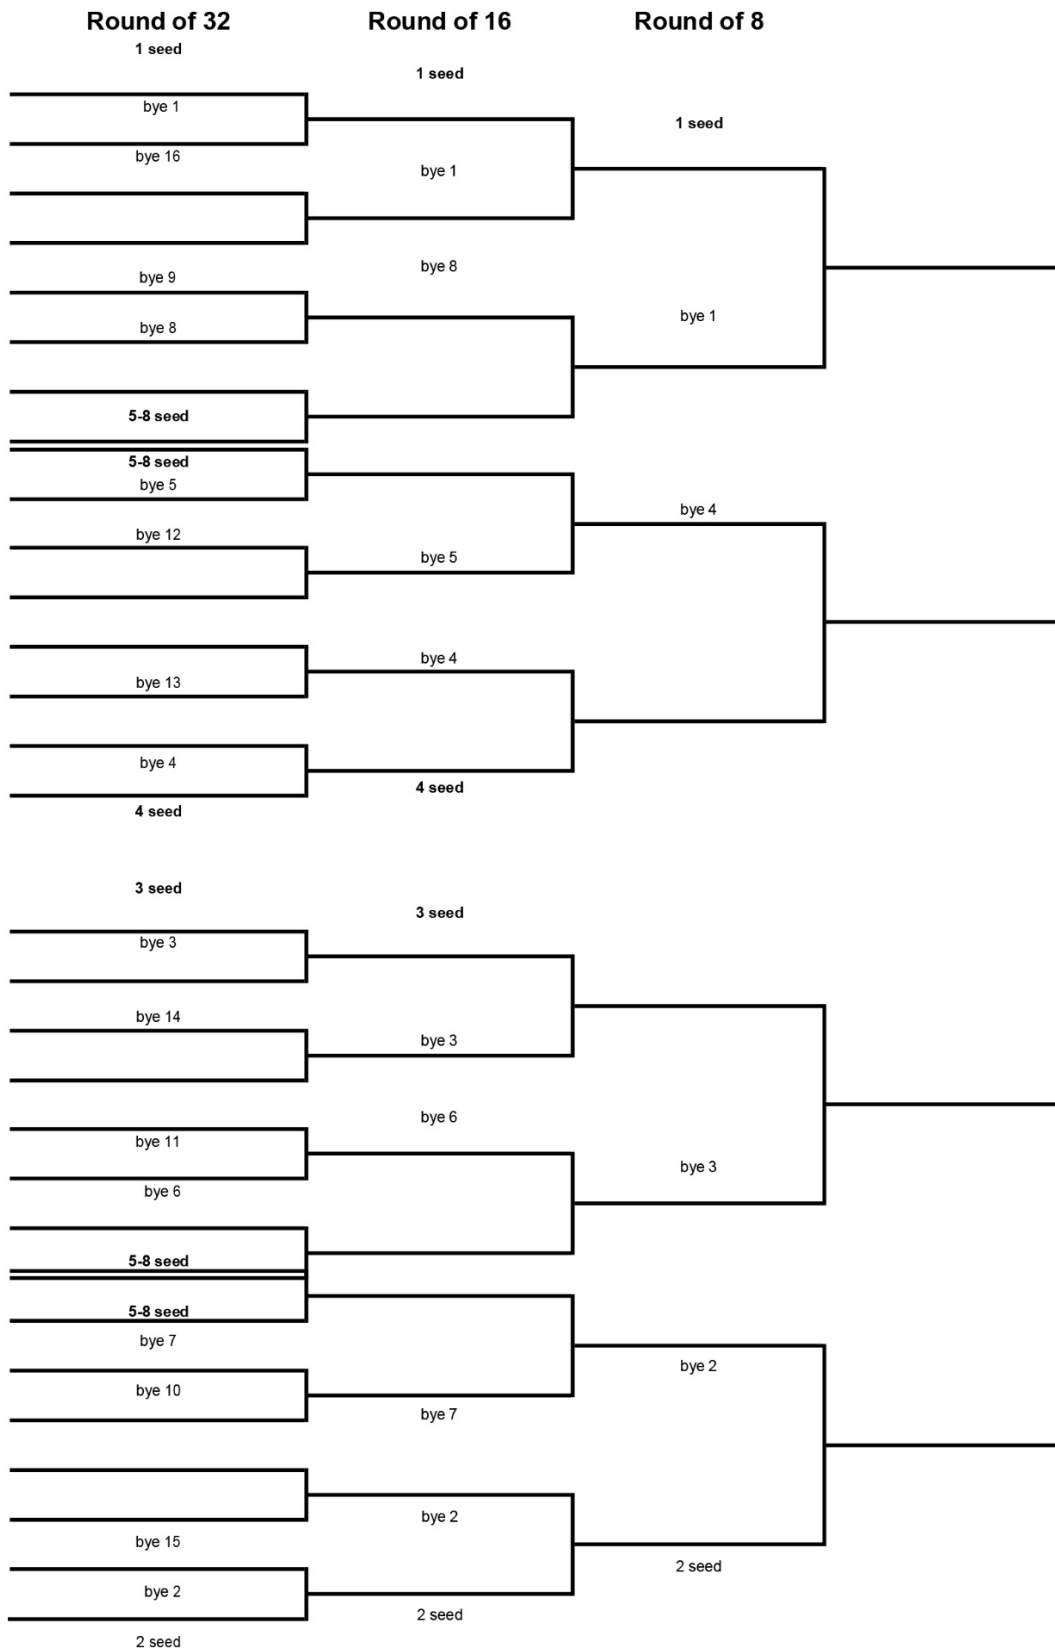 Round of 32
Round of 16
Round of 8
1 seed
bye 1
bye 16
bye 9
bye 8
5-8 seed
5-8 seed
bye 5
bye 12
bye 13
bye 4
4 seed
3 seed
bye 3
bye 14
bye 11
bye 6
5-8 seed
5-8 seed
bye 7
bye 10
bye 15
bye 2
2 seed
1 seed
bye 1
bye 8
bye 5
bye 4
4 seed
3 seed
bye 3
bye 6
bye 7
bye 2
2 seed
1 seed
bye 1
bye 4
bye 3
bye 2
2 seed